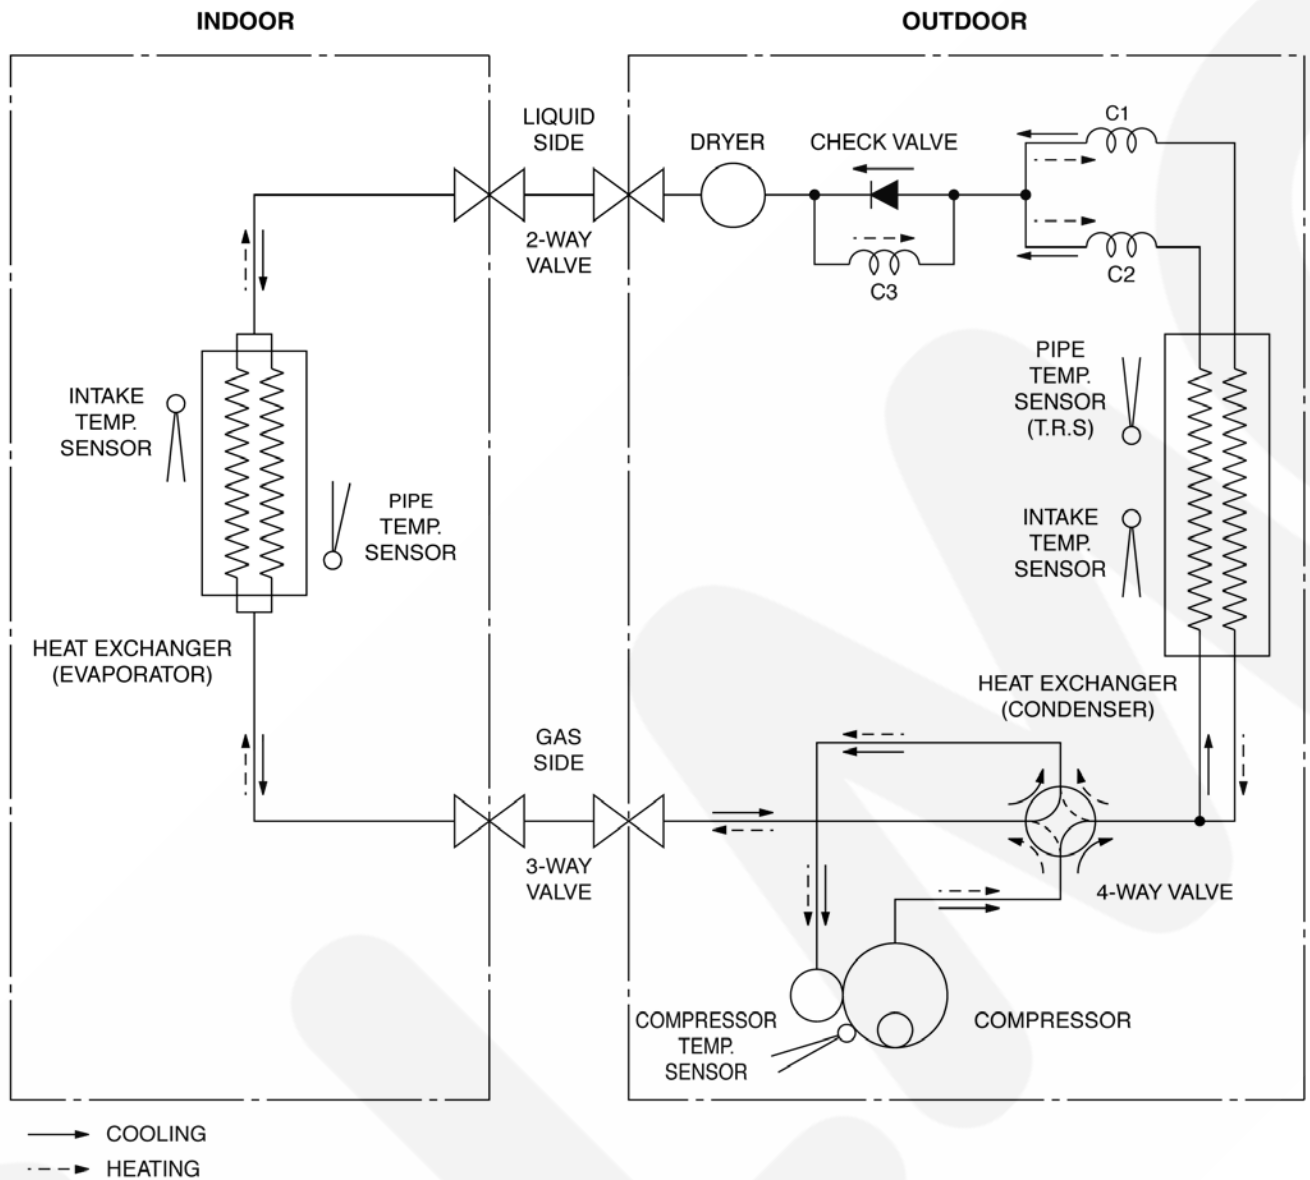 INDOOR
OUTDOOR
LIQUID
SIDE
2-WAY
VALVE
DRYER
CHECK VALVE
C1
C2
C3
INTAKE
TEMP.
SENSOR
PIPE
TEMP.
SENSOR
PIPE
TEMP.
SENSOR
(T.R.S)
INTAKE
TEMP.
SENSOR
HEAT EXCHANGER
(EVAPORATOR)
HEAT EXCHANGER
(CONDENSER)
GAS
SIDE
3-WAY
VALVE
4-WAY VALVE
COMPRESSOR
TEMP.
SENSOR
COMPRESSOR
COOLING
HEATING